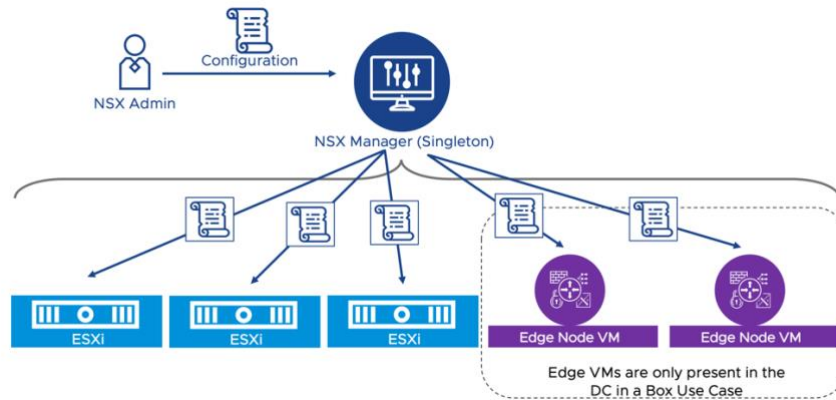 Configuration
NSX Admin
NSX Manager (Singleton)
ESXi
ESXi
ESXi
Edge Node VM
Edge Node VM
Edge VMs are only present in the
DC in a Box Use Case